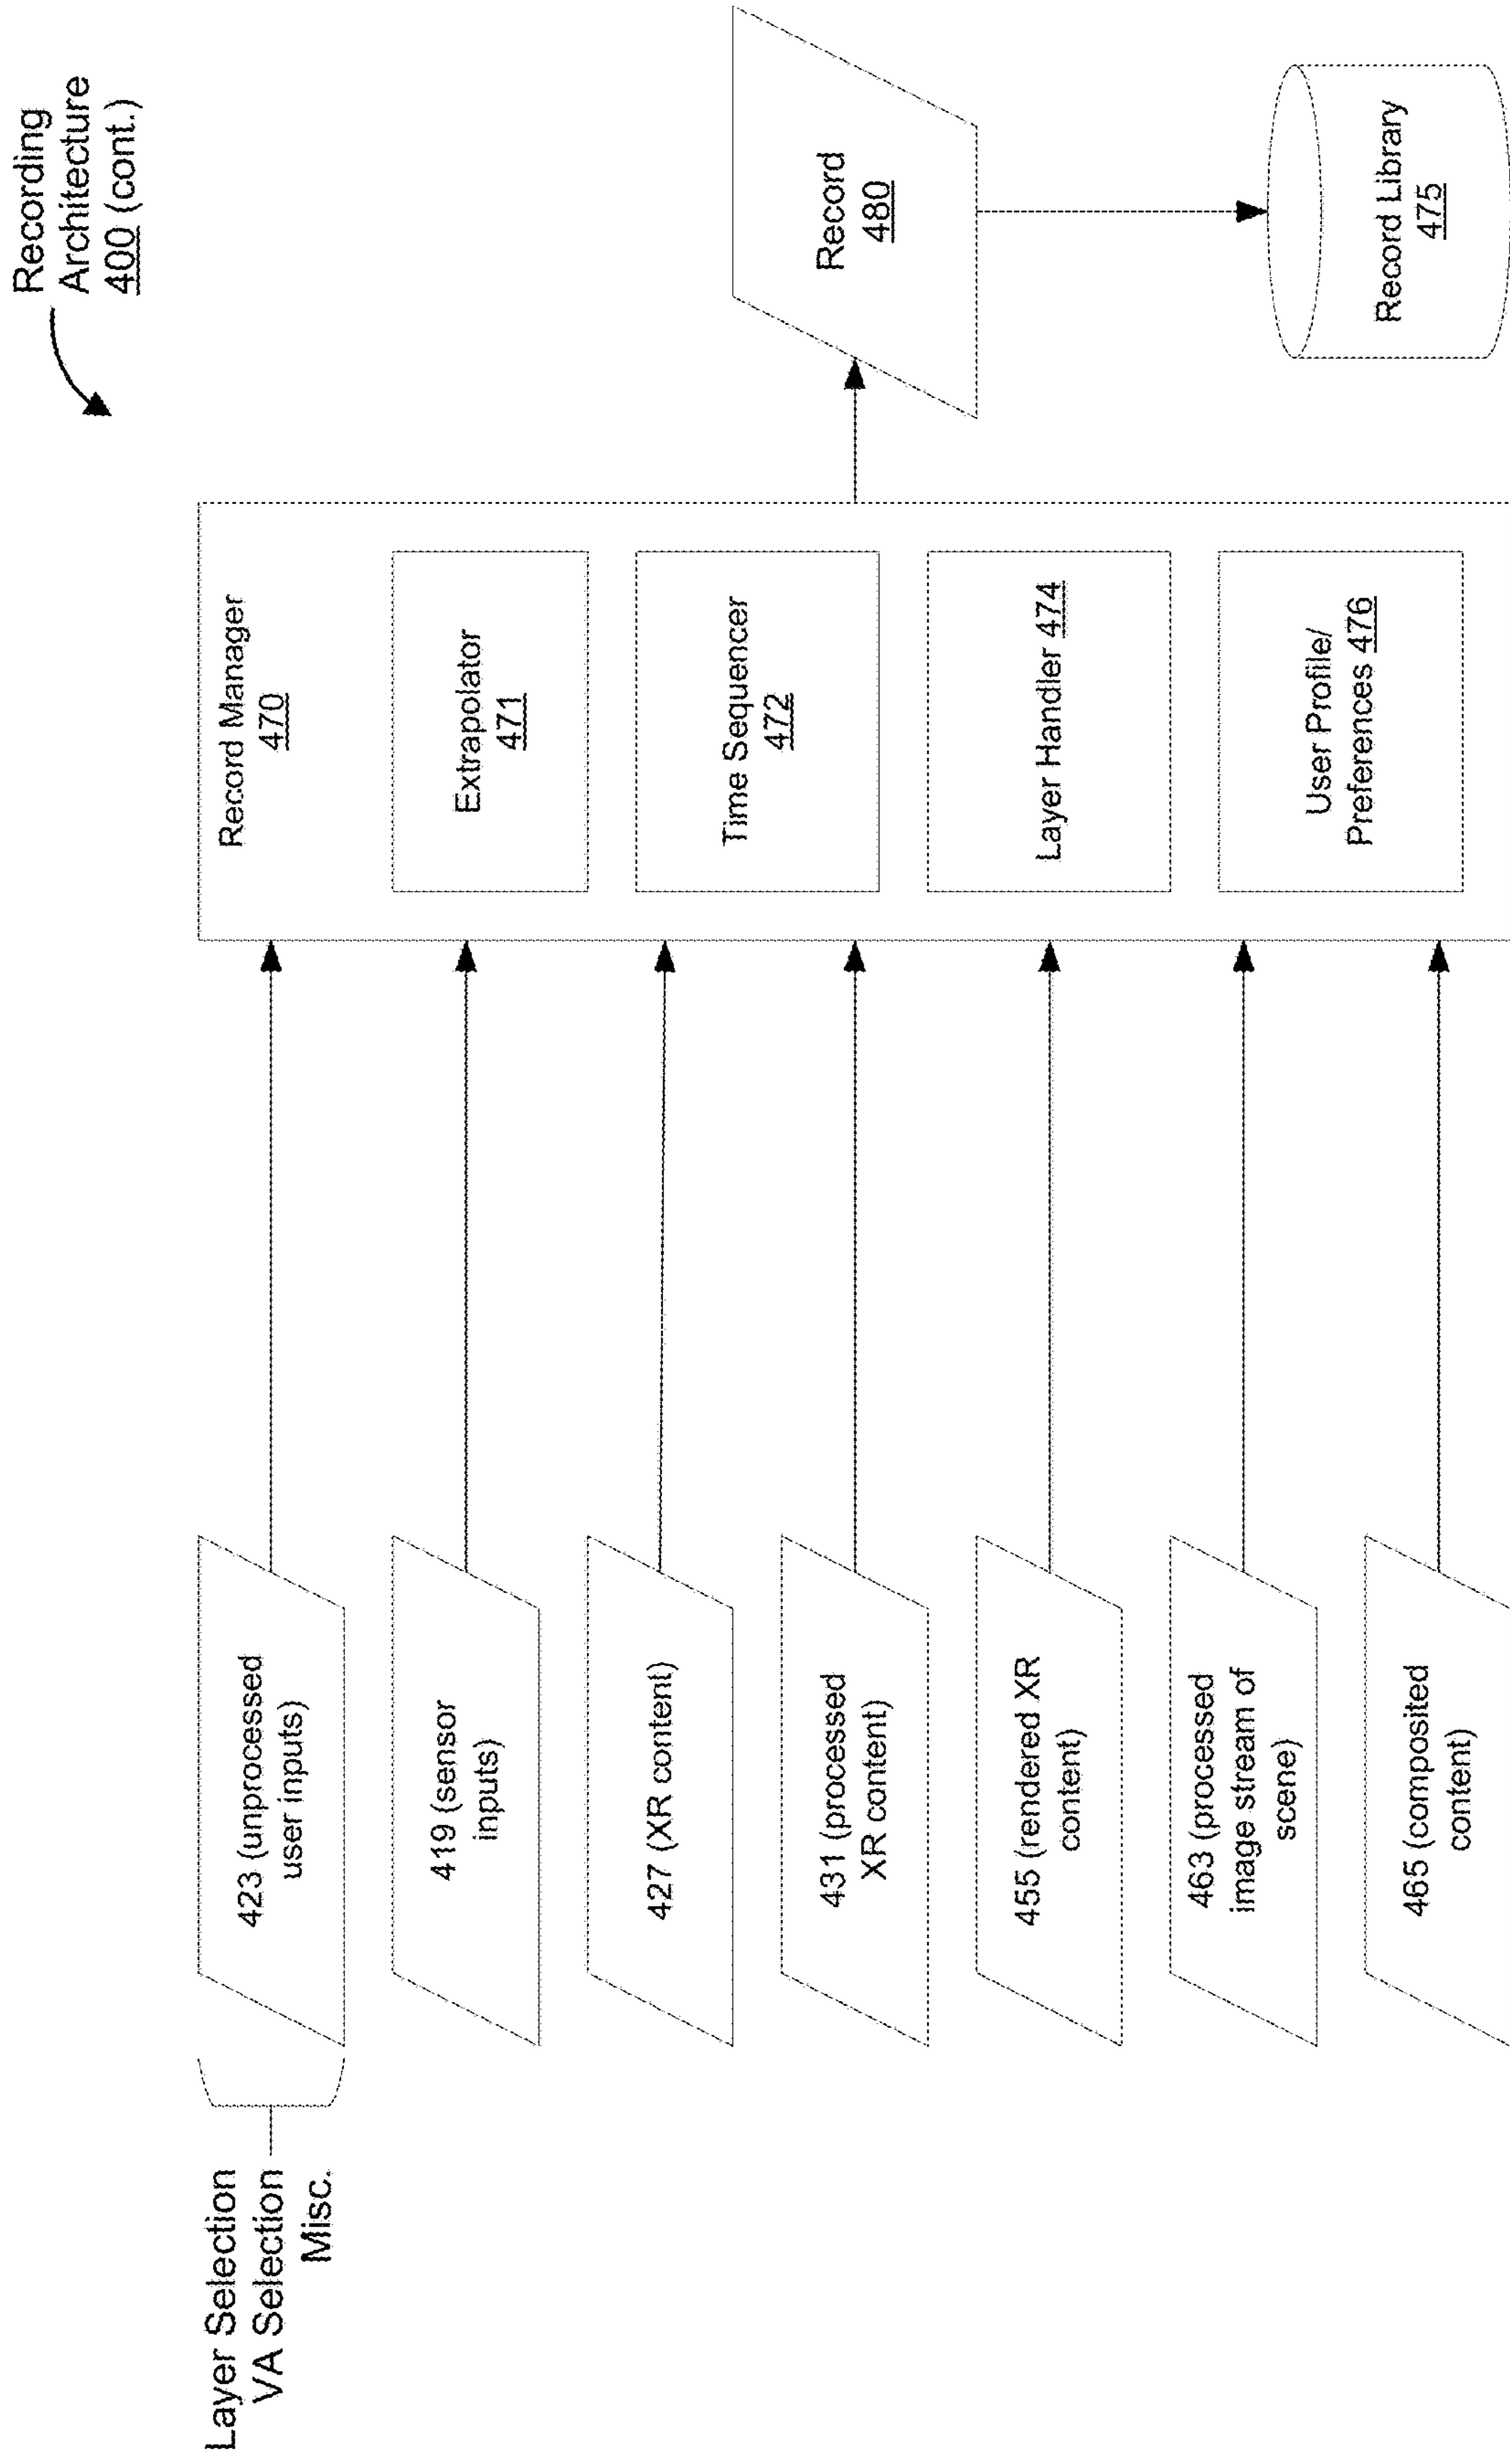 Recording
Architecture
400 (cont.)
Layer Selection
VA Selection
Misc.
423 (unprocessed
user inputs)
419 (sensor
inputs)
427 (XR content)
431 (processed
XR content)
455 (rendered XR
content)
463 (processed
image stream of
scene)
465 (composited
content)
Record Manager
470
Extrapolator
471
Time Sequencer
472
Layer Handler 474
User Profile/
Preferences 476
Record
480
Record Library
475